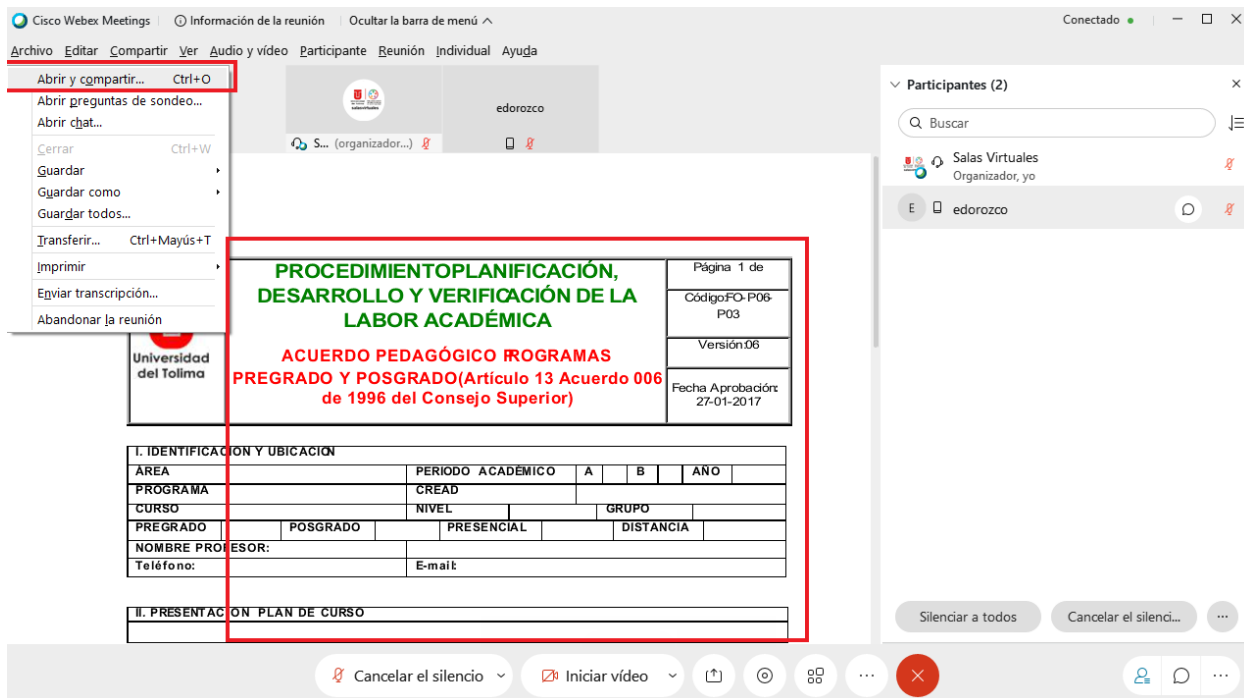 Cisco Webex Meetings Información de la reunión Ocultar la barra de menú Conectado
Archivo Editar Compartir Ver Audio y vídeo Participante Reunión Individual Ayuda
Abrir y compartir... Ctrl+O
Abrir preguntas de sondeo...
Abrir chat...
Cerrar Ctrl+W
Guardar
Guardar como
Guardar todos...
Transferir... Ctrl+Mayús+T
Imprimir
Enviar transcripción...
Abandonar la reunión
S... (organizador...)
edorozco
Participantes (2)
Buscar
Salas Virtuales
Organizador, yo
E edorozco
Universidad
del Tolima
PROCEDIMIENTOPLANIFICACIÓN,
DESARROLLO Y VERIFICACIÓN DE LA
LABOR ACADÉMICA
ACUERDO PEDAGÓGICO PROGRAMAS
PREGRADO Y POSGRADO(Artículo 13 Acuerdo 006
de 1996 del Consejo Superior)
Página 1 de
Código:FO-P06-
P03
Versión:06
Fecha Aprobación:
27-01-2017
I. IDENTIFICACIÓN Y UBICACIÓN
ÁREA PERIODO ACADÉMICO A B AÑO
PROGRAMA CREAD
CURSO NIVEL GRUPO
PREGRADO POSGRADO PRESENCIAL DISTANCIA
NOMBRE PROFESOR:
Teléfono: E-mail:
II. PRESENTACIÓN PLAN DE CURSO
Silenciar a todos Cancelar el silenci... ...
Cancelar el silencio Iniciar vídeo ... ...